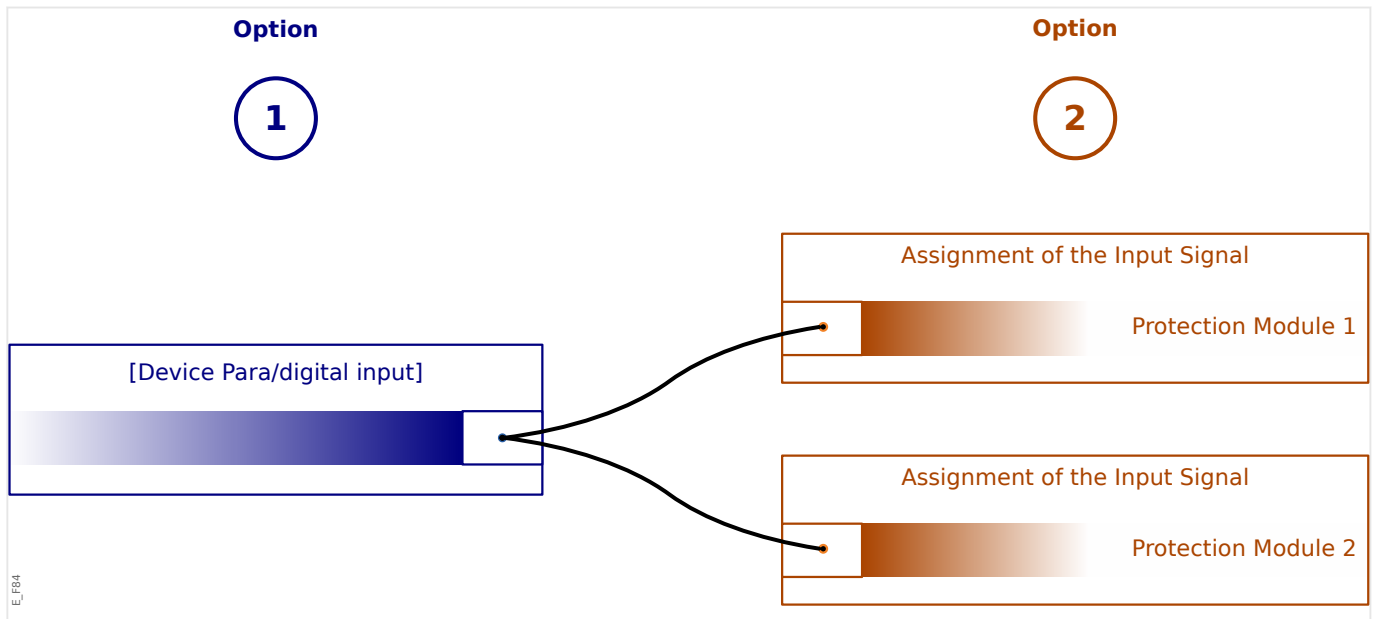 Option
1
Option
2
[Device Para/digital input]
Assignment of the Input Signal
Protection Module 1
Assignment of the Input Signal
Protection Module 2
E_F84